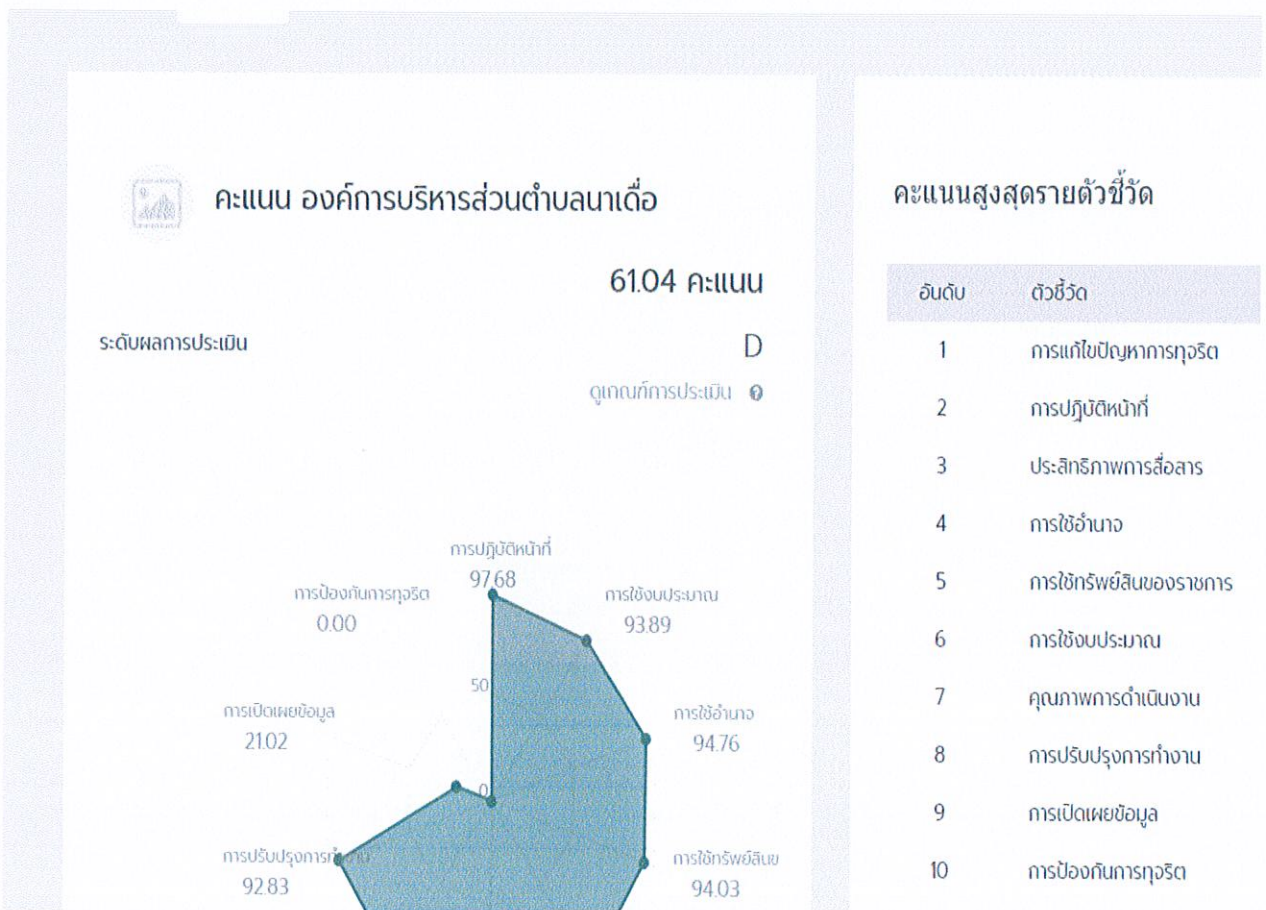 คะแนน องค์การบริหารส่วนตำบลนาเดื่อ
61.04 คะแนน
ระดับผลการประเมิน D
ดูเกณฑ์การประเมิน
การปฏิบัติหน้าที่
97.68
การป้องกันการทุจริต
0.00
การใช้งบประมาณ
93.89
50
การเปิดเผยข้อมูล
21.02
การใช้อำนาจ
94.76
0
การปรับปรุงการทำงาน
92.83
การใช้ทรัพย์สินข
94.03
คะแนนสูงสุดรายตัวชี้วัด
อันดับ ตัวชี้วัด
1 การแก้ไขปัญหาการทุจริต
2 การปฏิบัติหน้าที่
3 ประสิทธิภาพการสื่อสาร
4 การใช้อำนาจ
5 การใช้ทรัพย์สินของราชการ
6 การใช้งบประมาณ
7 คุณภาพการดำเนินงาน
8 การปรับปรุงการทำงาน
9 การเปิดเผยข้อมูล
10 การป้องกันการทุจริต